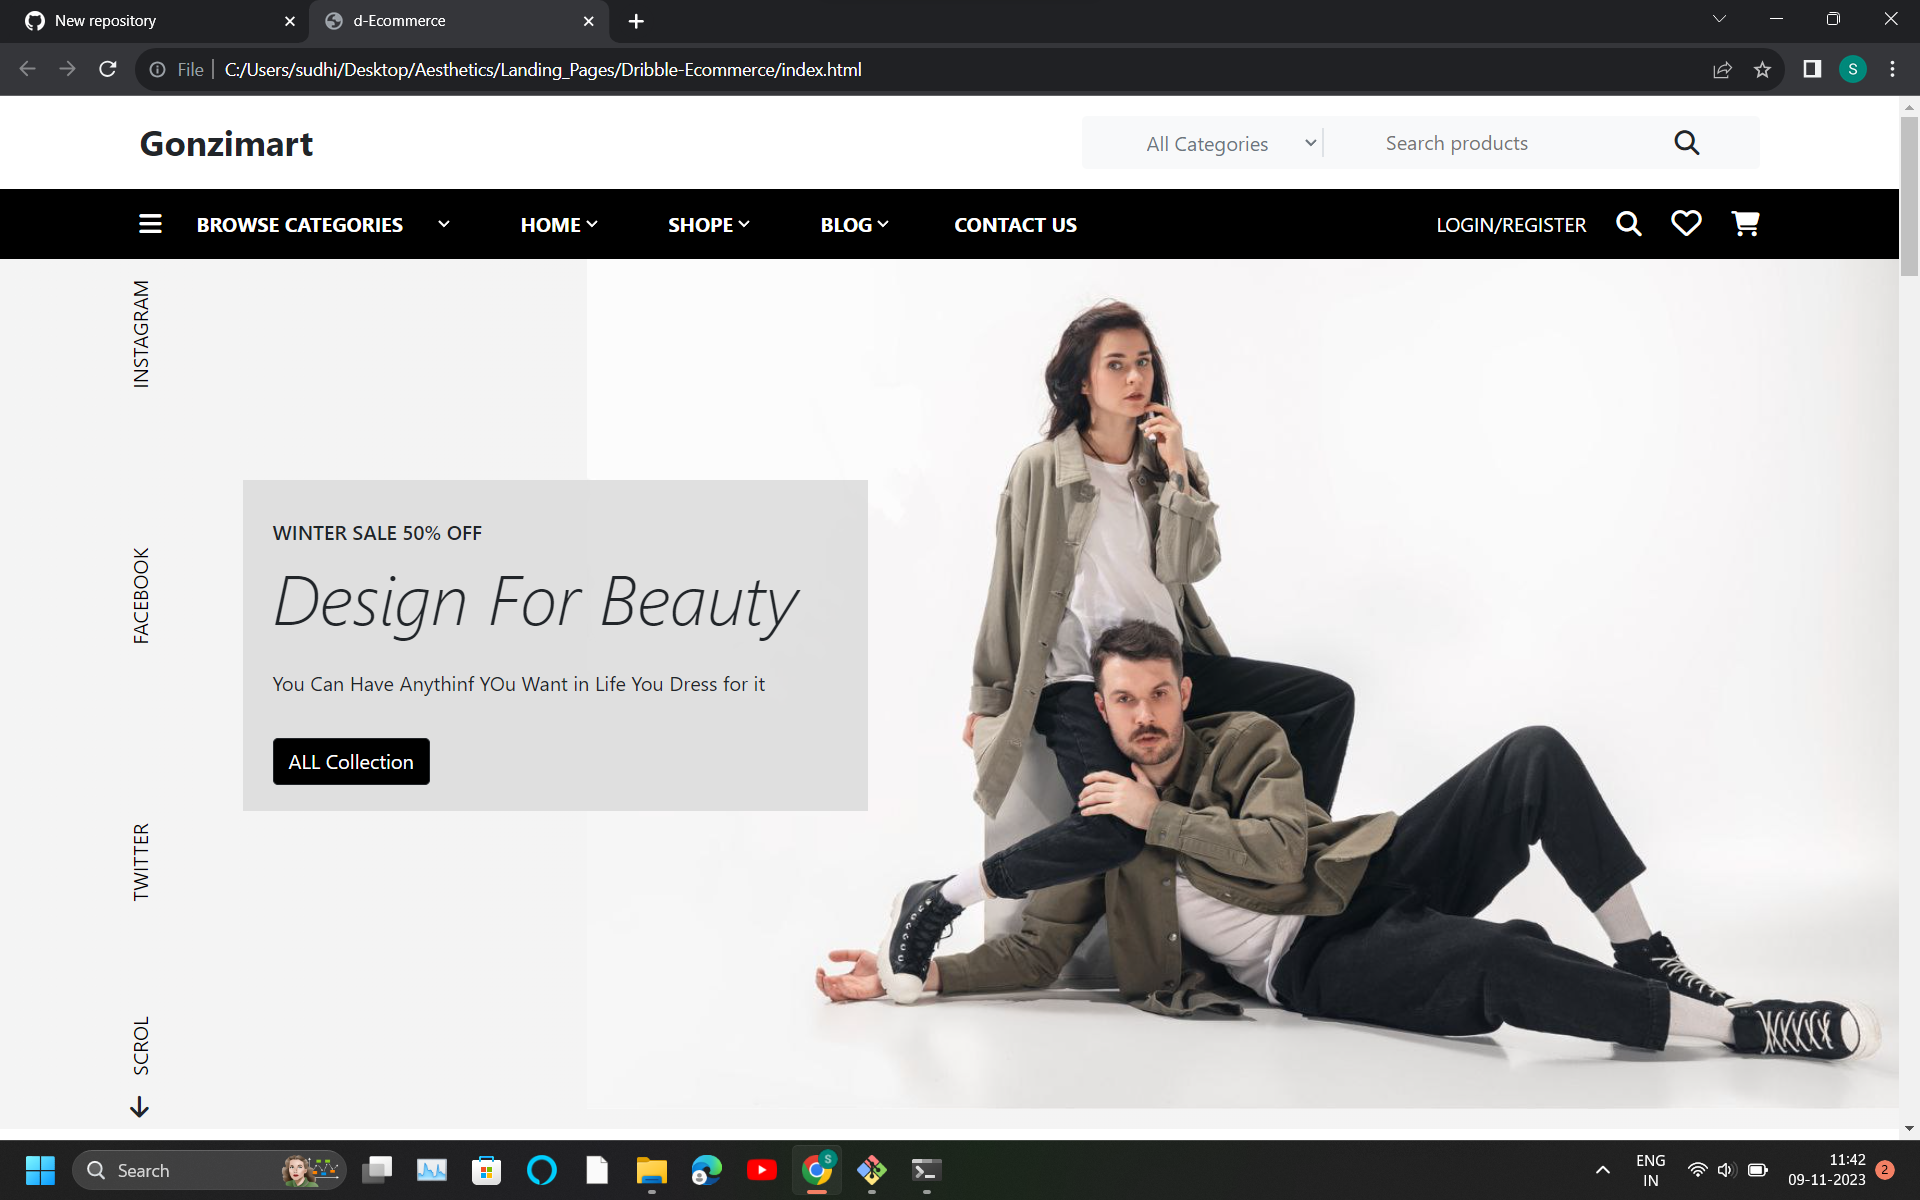 New repository
d-Ecommerce
File
C:/Users/sudhi/Desktop/Aesthetics/Landing_Pages/Dribble-Ecommerce/index.html
S
Gonzimart
All Categories
Search products
BROWSE CATEGORIES
HOME
SHOPE
BLOG
CONTACT US
LOGIN/REGISTER
INSTAGRAM
FACEBOOK
TWITTER
SCROL
WINTER SALE 50% OFF
Design For Beauty
You Can Have Anythinf YOu Want in Life You Dress for it
ALL Collection
Search
S
ENG
IN
11:42
09-11-2023
2